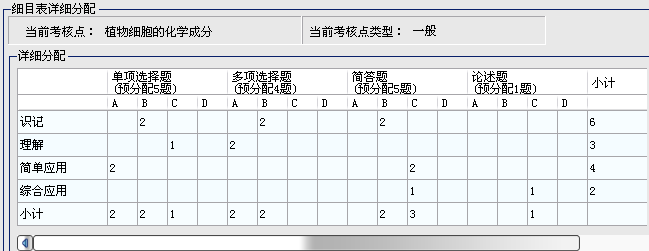 细目表详细分配
当前考核点： 植物细胞的化学成分 当前考核点类型： 一般
详细分配
单项选择题 多项选择题 简答题 论述题 小计
(预分配5题) (预分配4题) (预分配5题) (预分配1题)
A B C D A B C D A B C D A B C D
识记 2 2 2 6
理解 1 2 3
简单应用 2 2 4
综合应用 1 1 2
小计 2 2 1 2 2 2 3 1